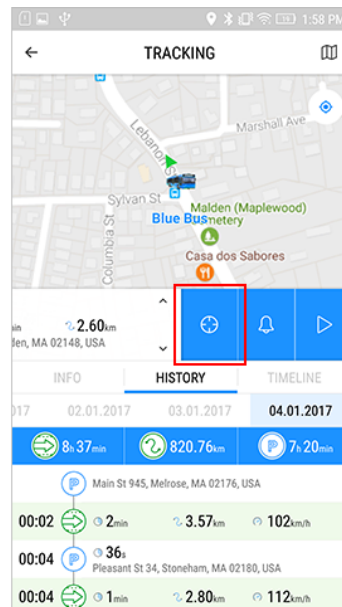 39 1:58 PM
TRACKING
Marshall Ave
Lebanon St
Sylvan St
Malden (Maplewood)
Blue Bus metery
Columbia St
Casa dos Sabores
min 2.60km
den, MA 02148, USA
INFO HISTORY TIMELINE
017 02.01.2017 03.01.2017 04.01.2017
8h 37min 820.76km P 7h 20min
P Main St 945, Melrose, MA 02176, USA
00:02 2min 3.57km 102km/h
00:04 P 36s
Pleasant St 34, Stoneham, MA 02180, USA
00:04 1min 2.80km 112km/h